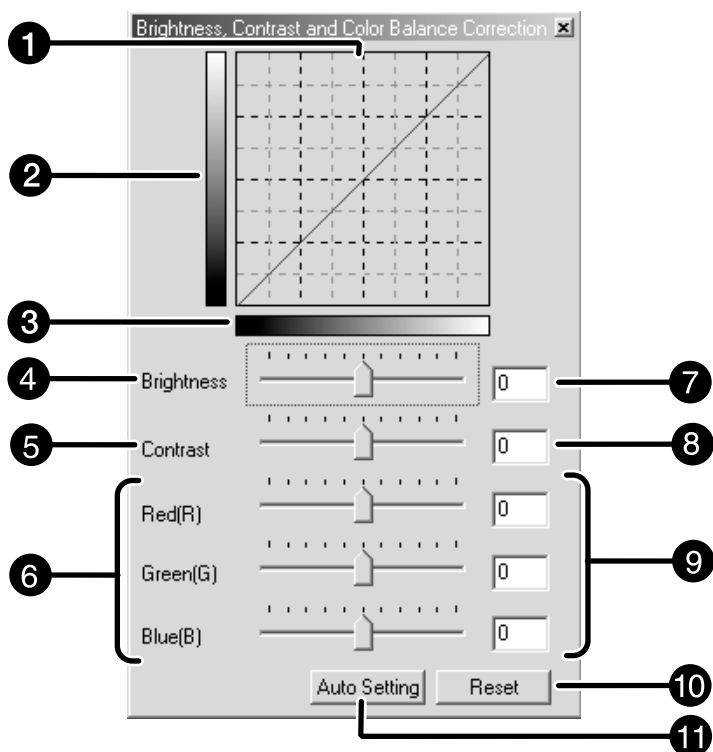 Brightness, Contrast and Color Balance Correction
1
2
3
4 Brightness 0 7
5 Contrast 0 8
Red(R) 0
6 Green(G) 0 9
Blue(B) 0
Auto Setting Reset 10
11